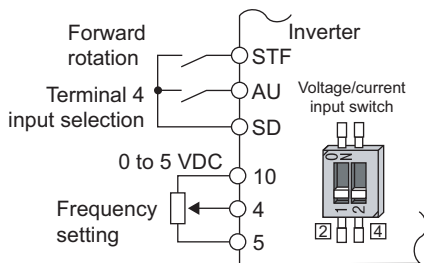 Inverter
Forward
rotation
STF
Terminal 4
input selection
AU
SD
Voltage/current
input switch
0 to 5 VDC
10
Frequency
setting
4
5
O N
1 2
2
4